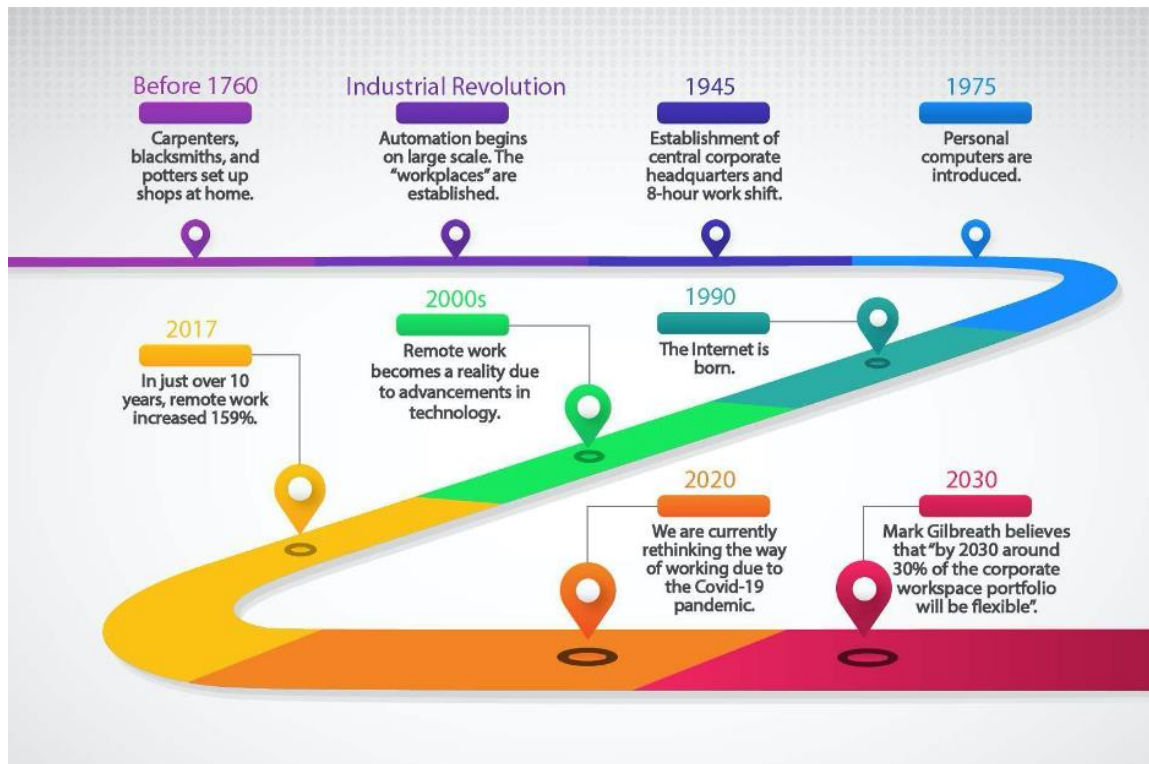 Before 1760
Carpenters,
blacksmiths, and
potters set up
shops at home.
Industrial Revolution
Automation begins
on large scale. The
“workplaces” are
established.
1945
Establishment of
central corporate
headquarters and
8-hour work shift.
1975
Personal
computers are
introduced.
1990
The Internet is
born.
2000s
Remote work
becomes a reality due
to advancements in
technology.
2017
In just over 10
years, remote work
increased 159%.
2020
We are currently
rethinking the way
of working due to
the Covid-19
pandemic.
2030
Mark Gilbreath believes
that “by 2030 around
30% of the corporate
workspace portfolio
will be flexible”.